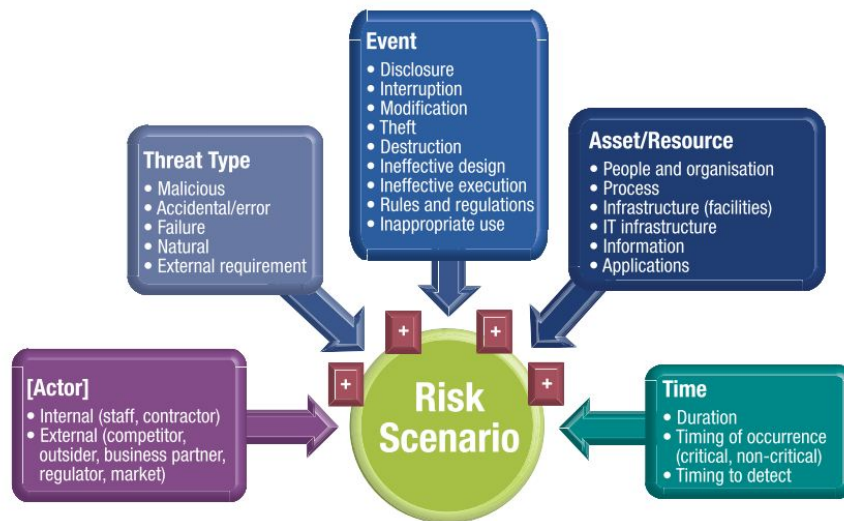 Event
• Disclosure
• Interruption
• Modification
• Theft
• Destruction
• Ineffective design
• Ineffective execution
• Rules and regulations
• Inappropriate use
Threat Type
• Malicious
• Accidental/error
• Failure
• Natural
• External requirement
Asset/Resource
• People and organisation
• Process
• Infrastructure (facilities)
• IT infrastructure
• Information
• Applications
[Actor]
• Internal (staff, contractor)
• External (competitor,
outsider, business partner,
regulator, market)
+
+
+
+
Risk
Scenario
Time
• Duration
• Timing of occurrence
(critical, non-critical)
• Timing to detect